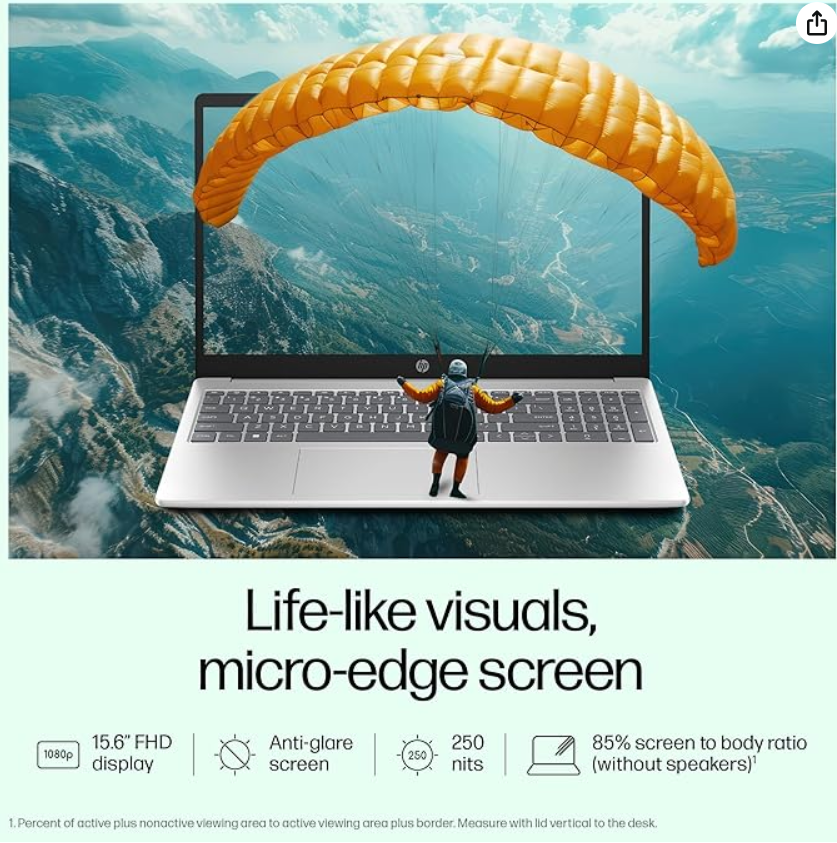 hp
Life-like visuals,
micro-edge screen
1080p
15.6" FHD
display
Anti-glare
screen
250
250
nits
85% screen to body ratio
(without speakers)¹
1. Percent of active plus nonactive viewing area to active viewing area plus border. Measure with lid vertical to the desk.